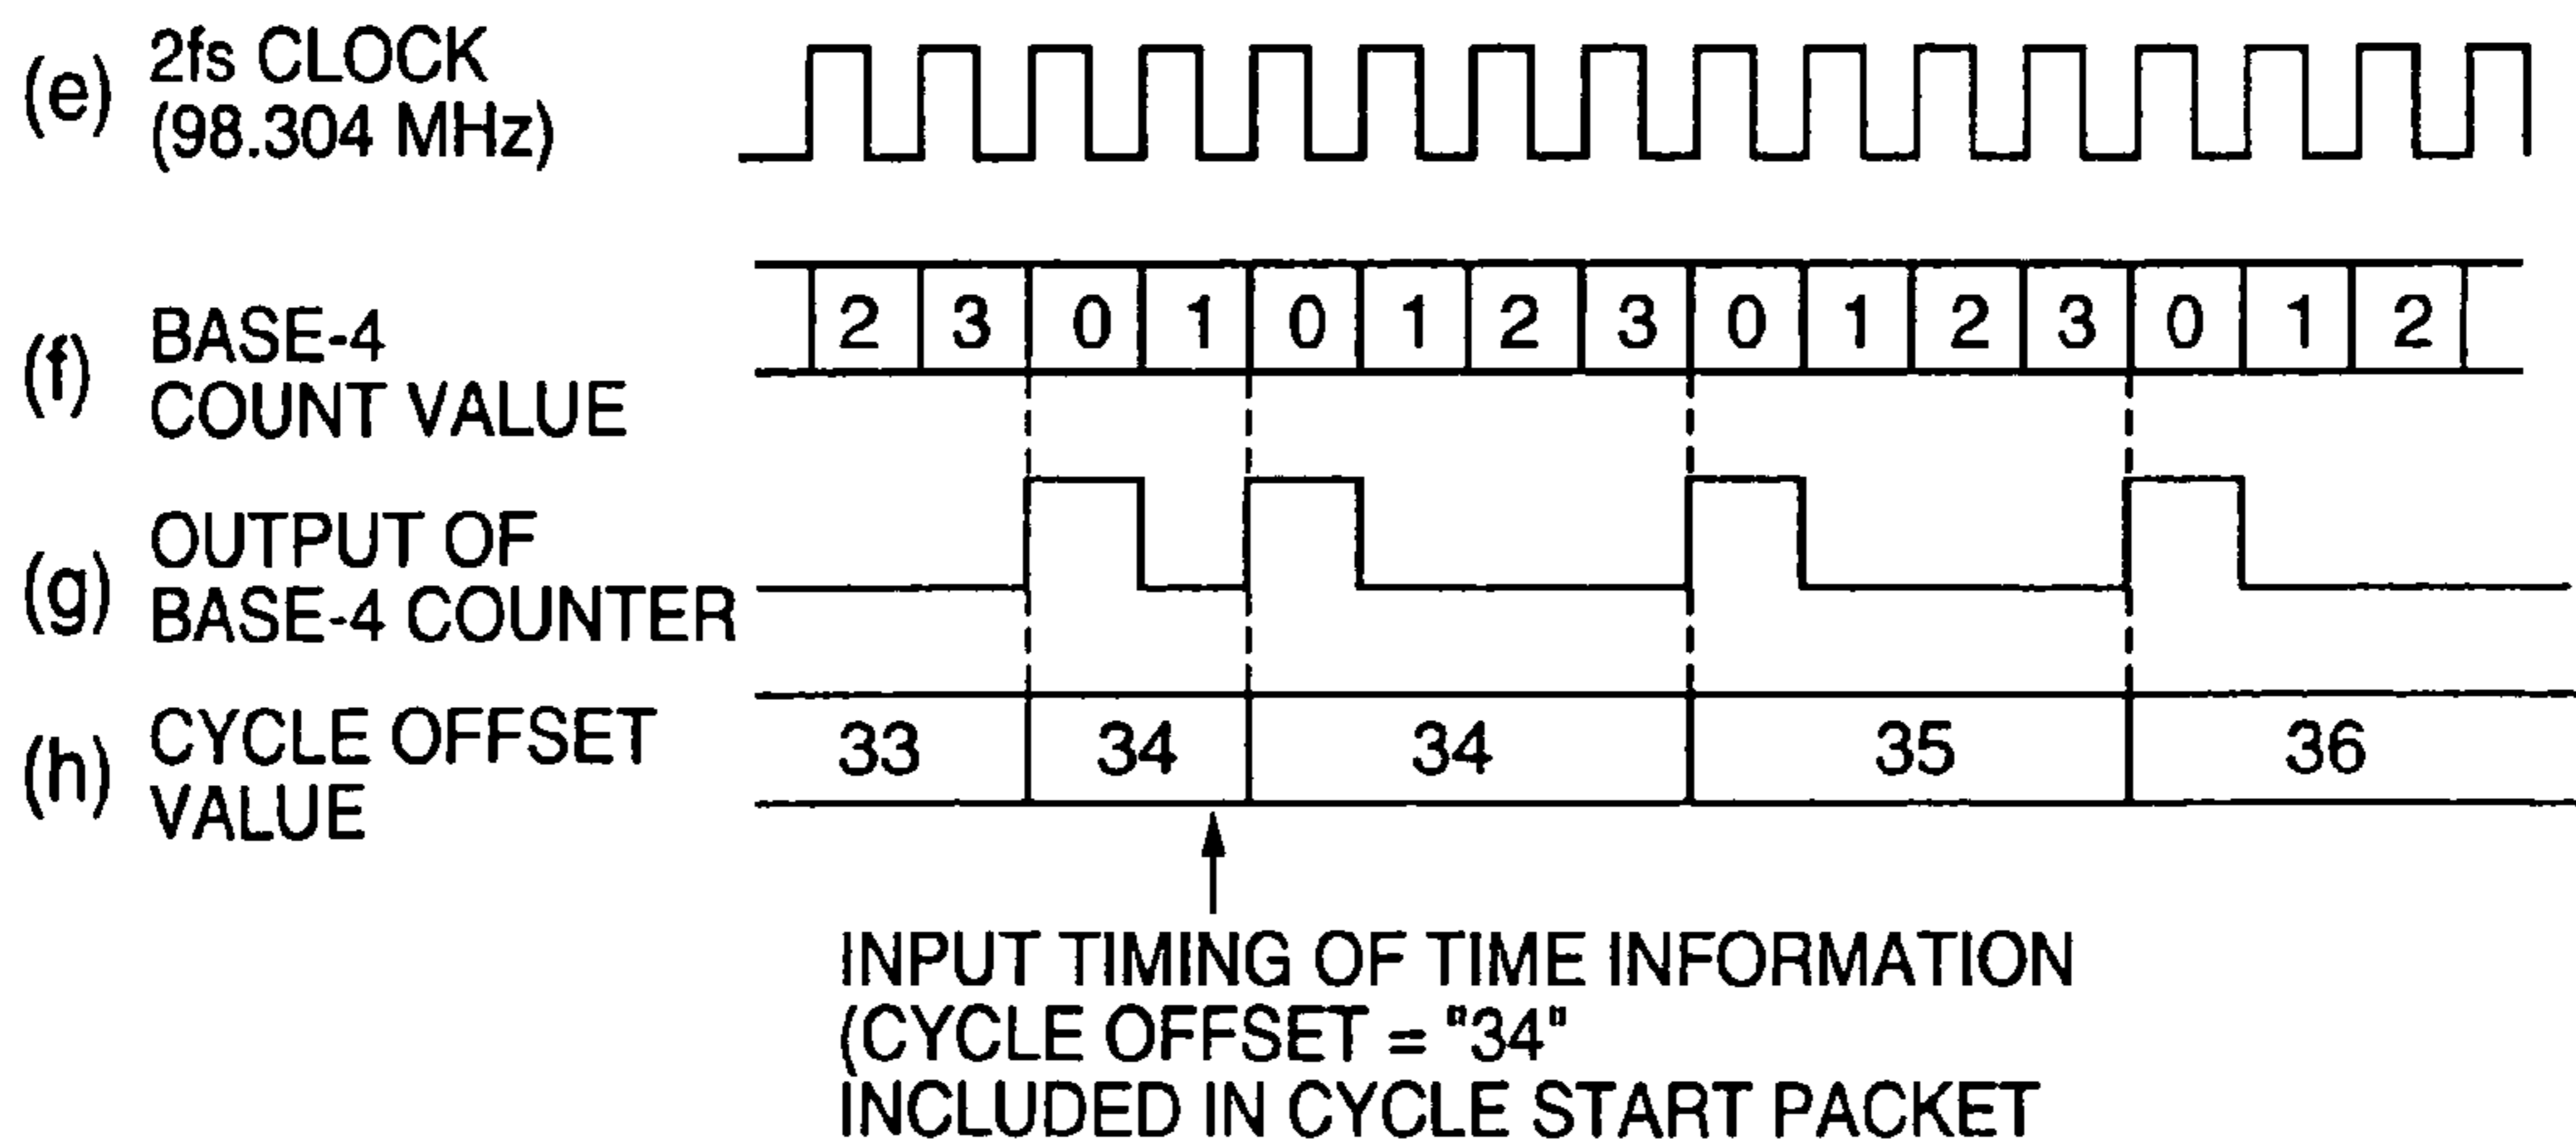 (e) 2fs CLOCK
(98.304 MHz)
(f) BASE-4
COUNT VALUE
2 3 0 1 0 1 2 3 0 1 2 3 0 1 2
(g) OUTPUT OF
BASE-4 COUNTER
(h) CYCLE OFFSET
VALUE
33 34 34 35 36
INPUT TIMING OF TIME INFORMATION
(CYCLE OFFSET = "34"
INCLUDED IN CYCLE START PACKET